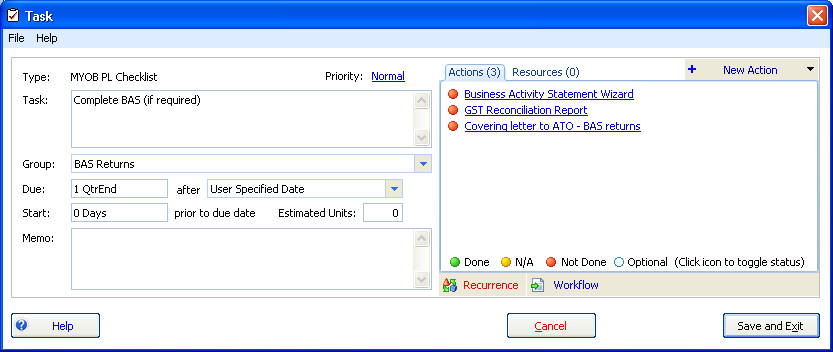 Task
File Help
Type: MYOB PL Checklist Priority: Normal
Task: Complete BAS (if required)
Group: BAS Returns
Due: 1 QtrEnd after User Specified Date
Start: 0 Days prior to due date Estimated Units: 0
Memo:
Actions (3) Resources (0) + New Action
Business Activity Statement Wizard
GST Reconciliation Report
Covering letter to ATO - BAS returns
Done N/A Not Done Optional (Click icon to toggle status)
Recurrence Workflow
? Help Cancel Save and Exit